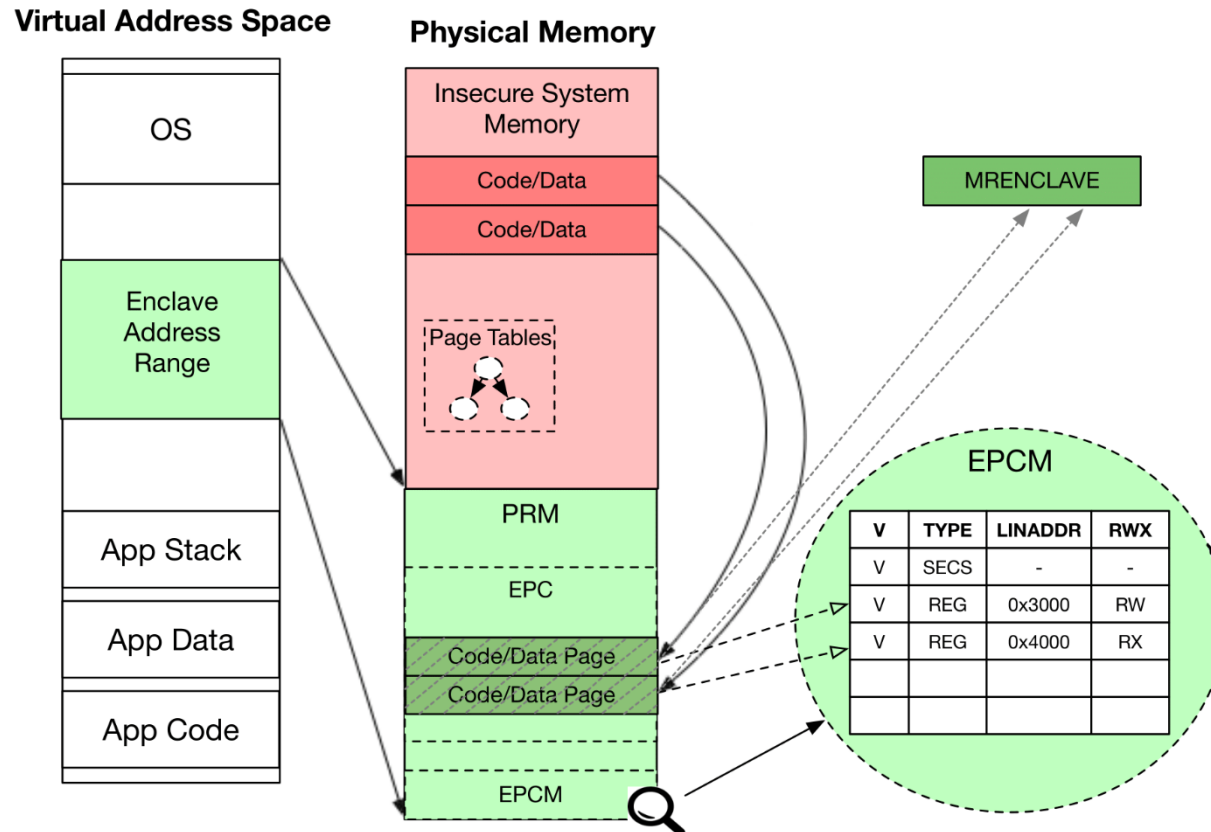 Virtual Address Space
Physical Memory
OS
Enclave
Address
Range
App Stack
App Data
App Code
Insecure System
Memory
Code/Data
Code/Data
Page Tables
PRM
EPC
Code/Data Page
Code/Data Page
EPCM
MRENCLAVE
EPCM
V TYPE LINADDR RWX
V SECS - -
V REG 0x3000 RW
V REG 0x4000 RX